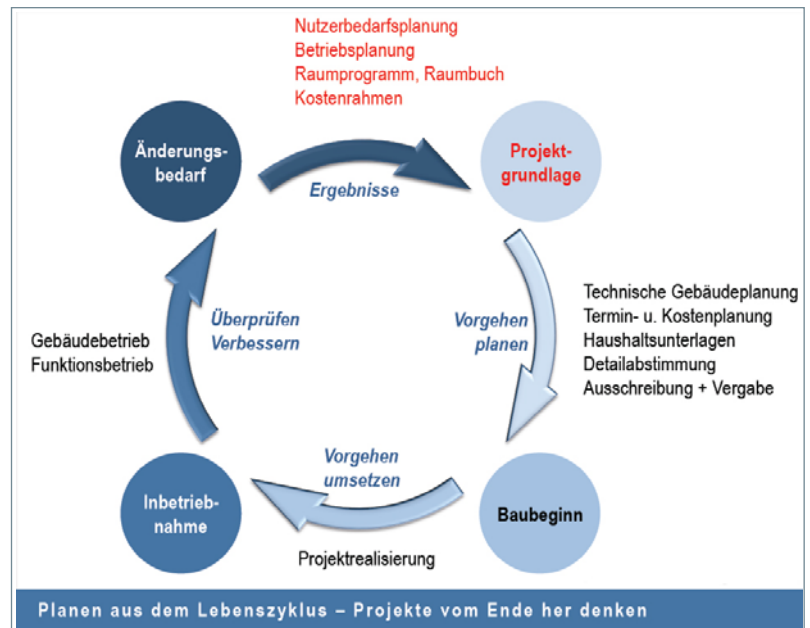 Nutzerbedarfsplanung
Betriebsplanung
Raumprogramm, Raumbuch
Kostenrahmen
Änderungs-
bedarf
Ergebnisse
Projekt-
grundlage
Vorgehen
planen
Technische Gebäudeplanung
Termin- u. Kostenplanung
Haushaltsunterlagen
Detailabstimmung
Ausschreibung + Vergabe
Gebäudebetrieb
Funktionsbetrieb
Überprüfen
Verbessern
Vorgehen
umsetzen
Inbetrieb-
nahme
Baubeginn
Projektrealisierung
Planen aus dem Lebenszyklus – Projekte vom Ende her denken